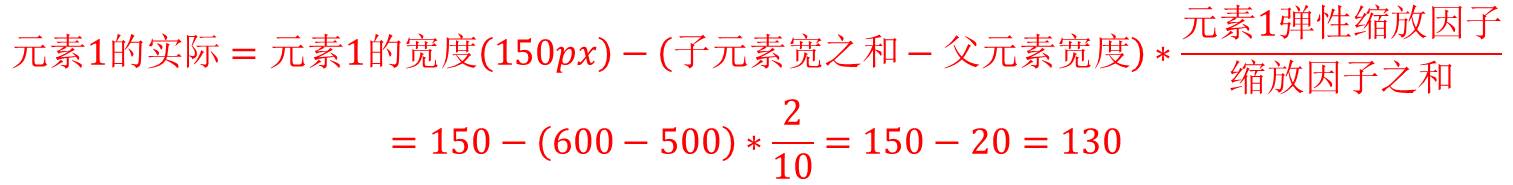 元素1的实际 = 元素1的宽度(150px) − (子元素宽之和 − 父元素宽度) * 元素1弹性缩放因子/缩放因子之和
= 150 − (600 − 500) * 2/10 = 150 − 20 = 130